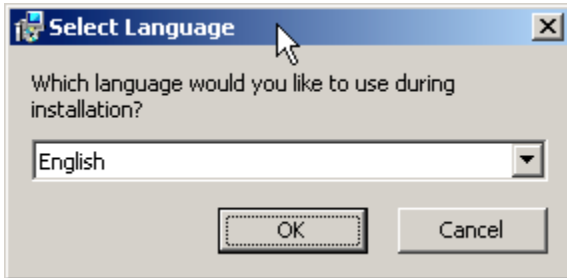 Select Language
Which language would you like to use during
installation?
English
OK
Cancel